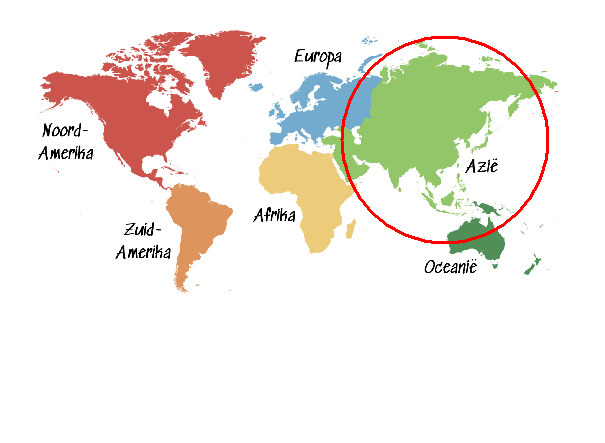 Europa
Noord-
Amerika
Azië
Afrika
Zuid-
Amerika
Oceanië